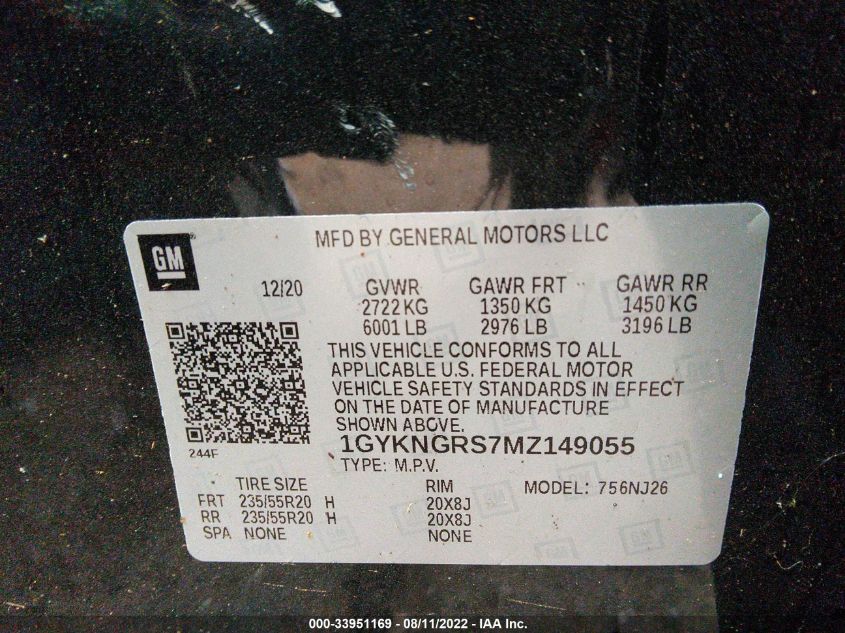 GM
MFD BY GENERAL MOTORS LLC
12/20 GVWR GAWR FRT GAWR RR
2722 KG 1350 KG 1450 KG
6001 LB 2976 LB 3196 LB
THIS VEHICLE CONFORMS TO ALL
APPLICABLE U.S. FEDERAL MOTOR
VEHICLE SAFETY STANDARDS IN EFFECT
ON THE DATE OF MANUFACTURE
SHOWN ABOVE.
244F
1GYKNGRS7MZ149055
TYPE: M.P.V.
TIRE SIZE RIM MODEL: 756NJ26
FRT 235/55R20 H 20X8J
RR 235/55R20 H 20X8J
SPA NONE NONE
000-33951169 - 08/11/2022 - IAA Inc.